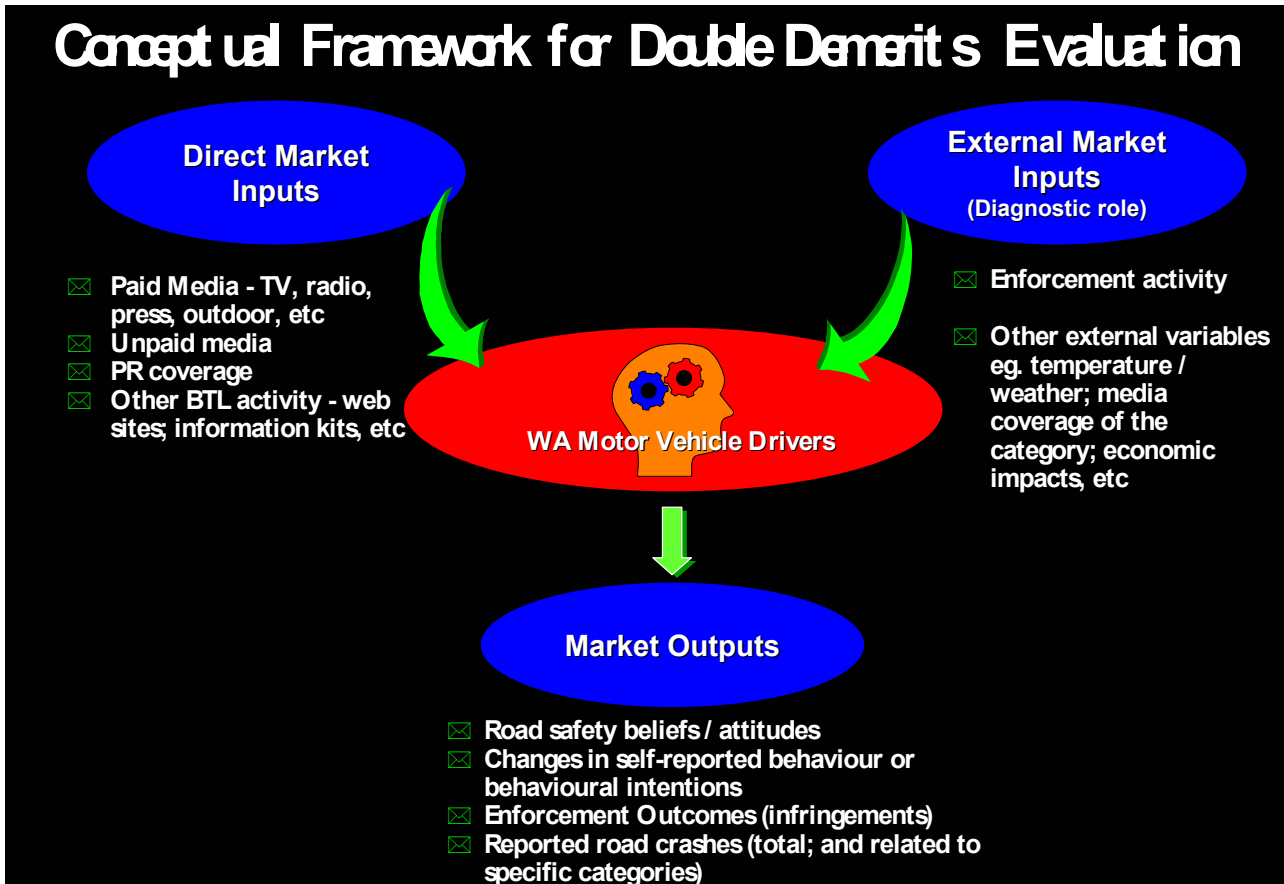 Conceptual Framework for Double Demerits Evaluation
Direct Market
Inputs
External Market
Inputs
(Diagnostic role)
Paid Media - TV, radio,
press, outdoor, etc
Unpaid media
PR coverage
Other BTL activity - web
sites; information kits, etc
Enforcement activity
Other external variables
eg. temperature /
weather; media
coverage of the
category; economic
impacts, etc
WA Motor Vehicle Drivers
Market Outputs
Road safety beliefs / attitudes
Changes in self-reported behaviour or
behavioural intentions
Enforcement Outcomes (infringements)
Reported road crashes (total; and related to
specific categories)